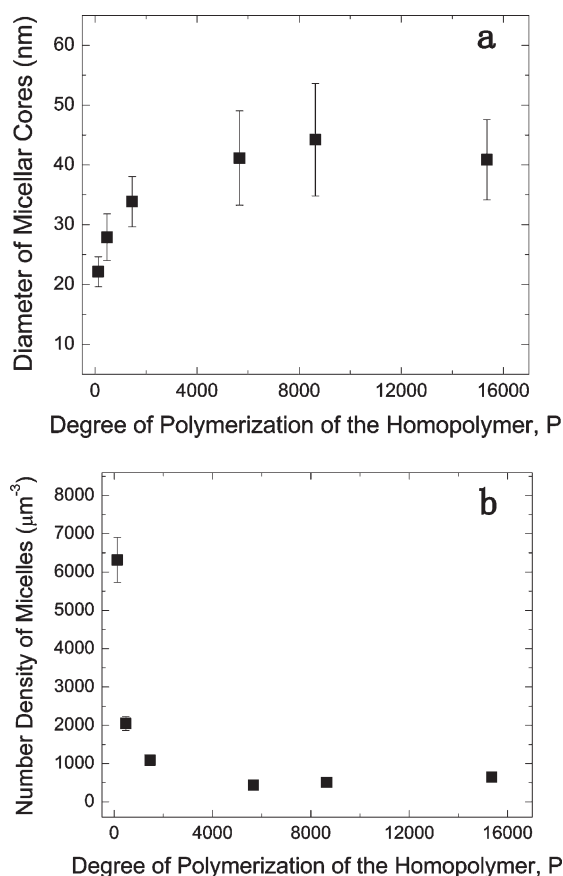 a
Diameter of Micellar Cores (nm)
60
50
40
30
20
10
0 4000 8000 12000 16000
Degree of Polymerization of the Homopolymer, P
b
Number Density of Micelles (μm⁻³)
8000
7000
6000
5000
4000
3000
2000
1000
0
0 4000 8000 12000 16000
Degree of Polymerization of the Homopolymer, P